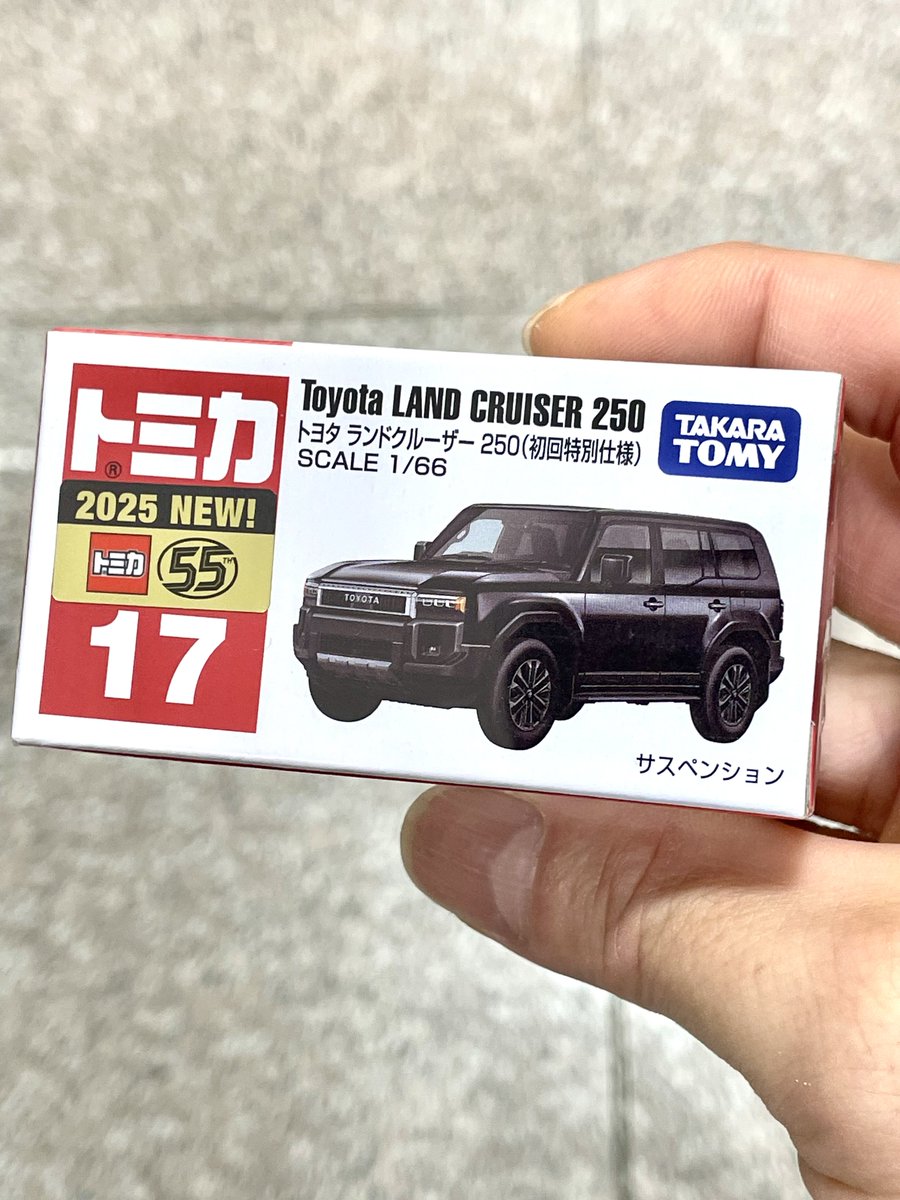 トミカ
®
2025 NEW!
トミカ 55™
17
Toyota LAND CRUISER 250
トヨタ ランドクルーザー 250(初回特別仕様)
SCALE 1/66
TAKARA
TOMY
TOYOTA
サスペンション